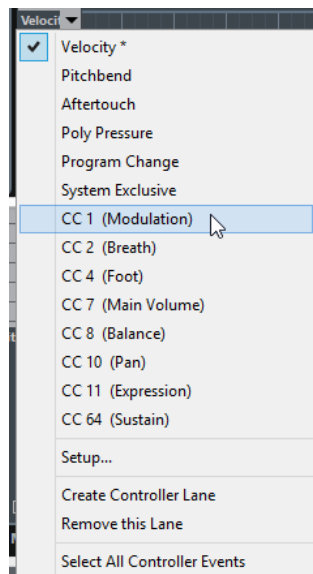 Velocit
Velocity *
Pitchbend
Aftertouch
Poly Pressure
Program Change
System Exclusive
CC 1 (Modulation)
CC 2 (Breath)
CC 4 (Foot)
CC 7 (Main Volume)
CC 8 (Balance)
CC 10 (Pan)
CC 11 (Expression)
CC 64 (Sustain)
Setup...
Create Controller Lane
Remove this Lane
Select All Controller Events